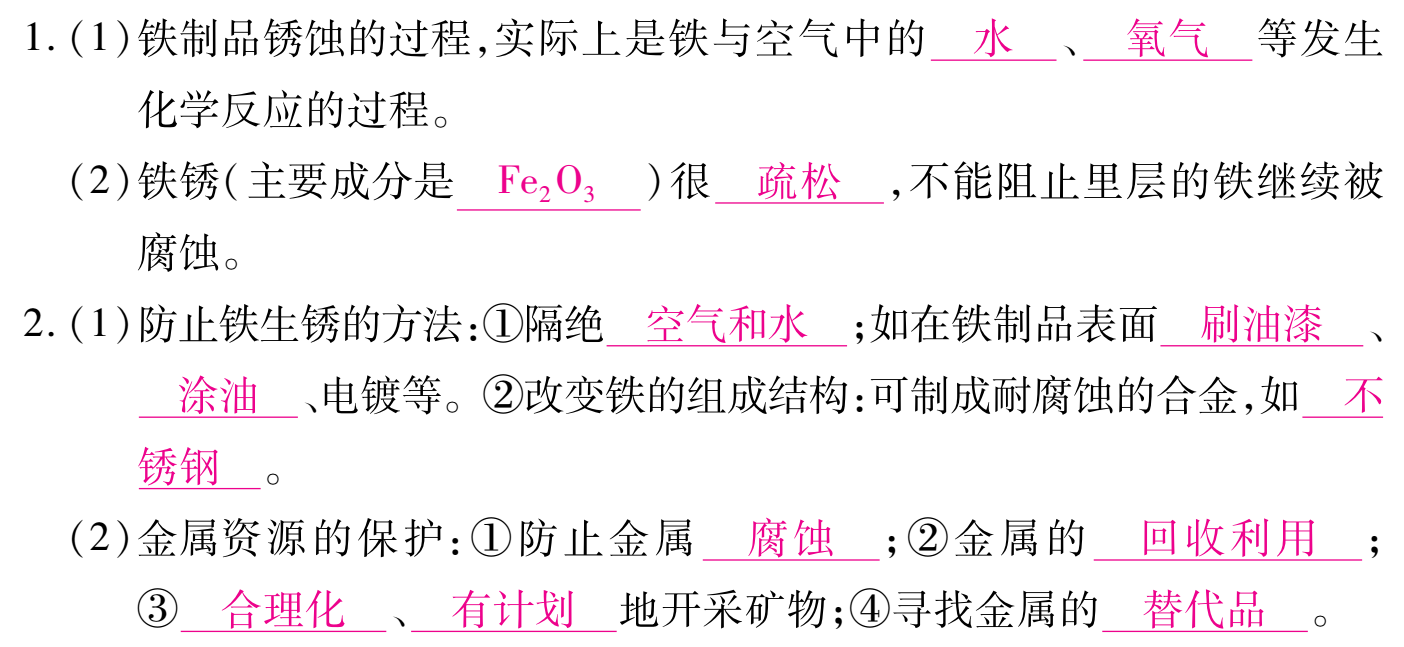 1. (1)铁制品锈蚀的过程,实际上是铁与空气中的 水 、 氧气 等发生
化学反应的过程。
(2)铁锈(主要成分是 Fe₂O₃ )很 疏松 ,不能阻止里层的铁继续被
腐蚀。
2. (1)防止铁生锈的方法:①隔绝 空气和水 ;如在铁制品表面 刷油漆 、
涂油 、电镀等。②改变铁的组成结构:可制成耐腐蚀的合金,如 不
锈钢 。
(2)金属资源的保护:①防止金属 腐蚀 ;②金属的 回收利用 ;
③ 合理化 、 有计划 地开采矿物;④寻找金属的 替代品 。